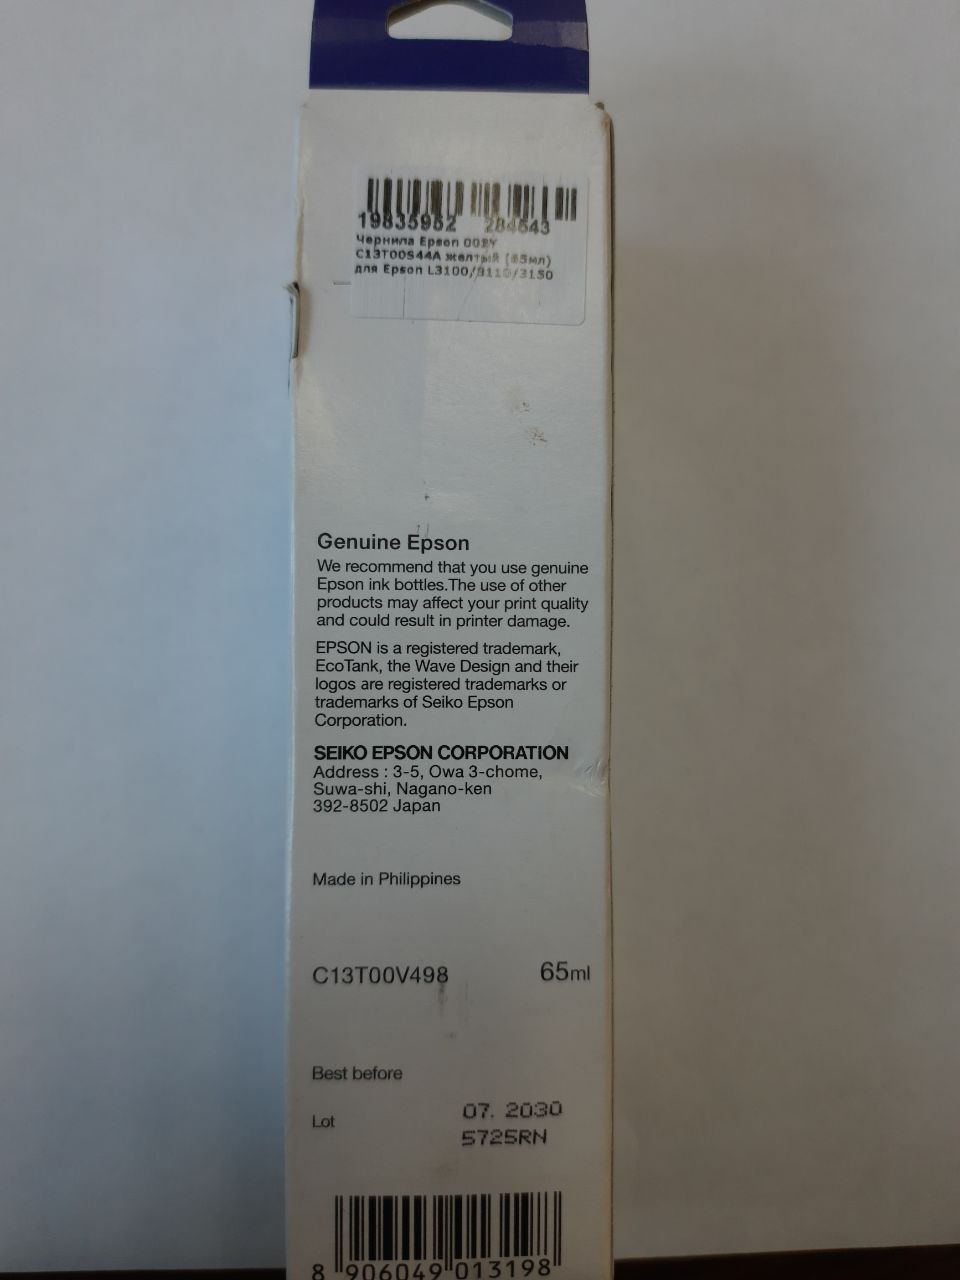 19835952 284643
Чернила Epson 003Y
C13T00S44A желтый (65мл)
для Epson L3100/3110/3150
Genuine Epson
We recommend that you use genuine
Epson ink bottles.The use of other
products may affect your print quality
and could result in printer damage.
EPSON is a registered trademark,
EcoTank, the Wave Design and their
logos are registered trademarks or
trademarks of Seiko Epson
Corporation.
SEIKO EPSON CORPORATION
Address : 3-5, Owa 3-chome,
Suwa-shi, Nagano-ken
392-8502 Japan
Made in Philippines
C13T00V498 65ml
Best before
07. 2030
Lot
5725RN
8 906049 013198